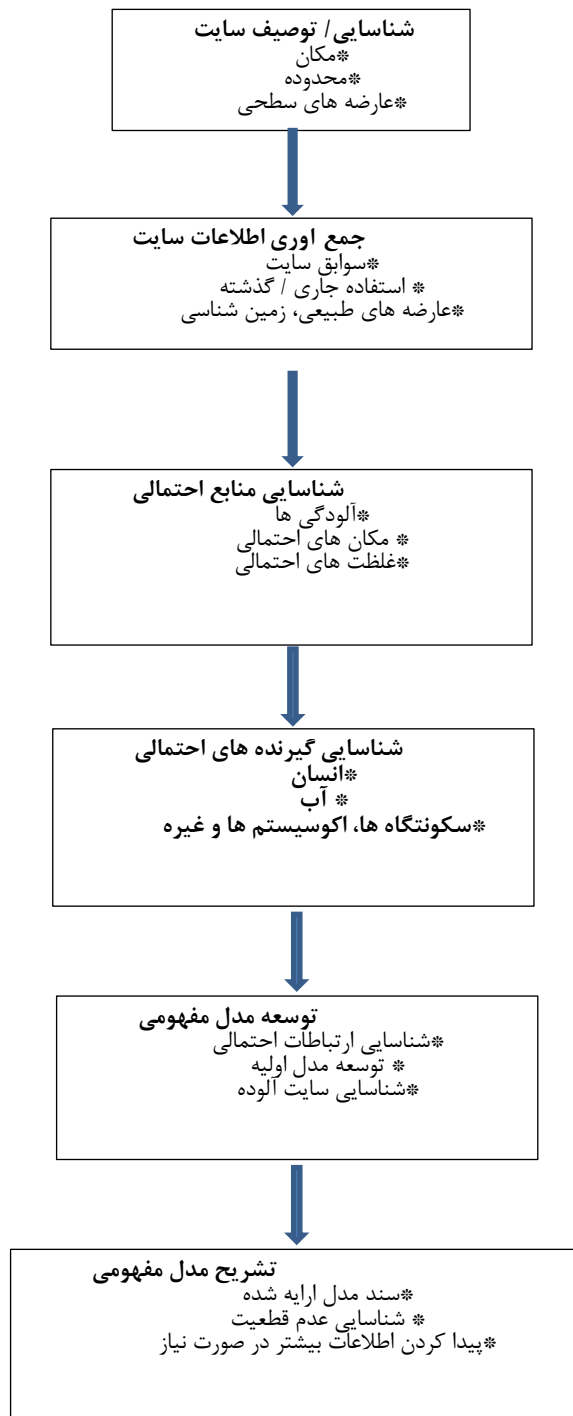 شناسایی/ توصیف سایت
*مکان
*محدوده
*عارضه های سطحی
جمع اوری اطلاعات سایت
*سوابق سایت
* استفاده جاری / گذشته
*عارضه های طبیعی، زمین شناسی
شناسایی منابع احتمالی
*آلودگی ها
* مکان های احتمالی
*غلظت های احتمالی
شناسایی گیرنده های احتمالی
*انسان
* آب
*سکونتگاه ها، اکوسیستم ها و غیره
توسعه مدل مفهومی
*شناسایی ارتباطات احتمالی
* توسعه مدل اولیه
*شناسایی سایت آلوده
تشریح مدل مفهومی
*سند مدل ارایه شده
* شناسایی عدم قطعیت
*پیدا کردن اطلاعات بیشتر در صورت نیاز